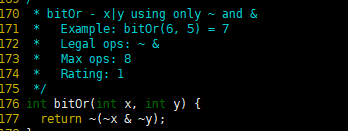 170 * bitOr - x|y using only ~ and &
171 *   Example: bitOr(6, 5) = 7
172 *   Legal ops: ~ &
173 *   Max ops: 8
174 *   Rating: 1
175 */
176 int bitOr(int x, int y) {
177   return ~(~x & ~y);